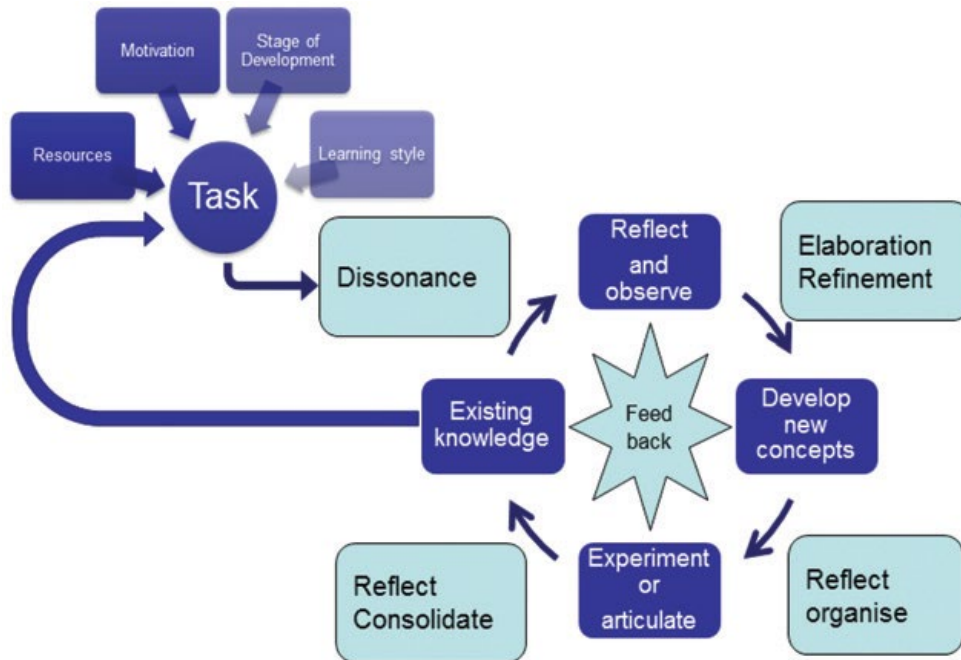 Motivation
Stage of
Development
Resources
Learning style
Task
Dissonance
Reflect
and
observe
Elaboration
Refinement
Existing
knowledge
Feed
back
Develop
new
concepts
Reflect
Consolidate
Experiment
or
articulate
Reflect
organise